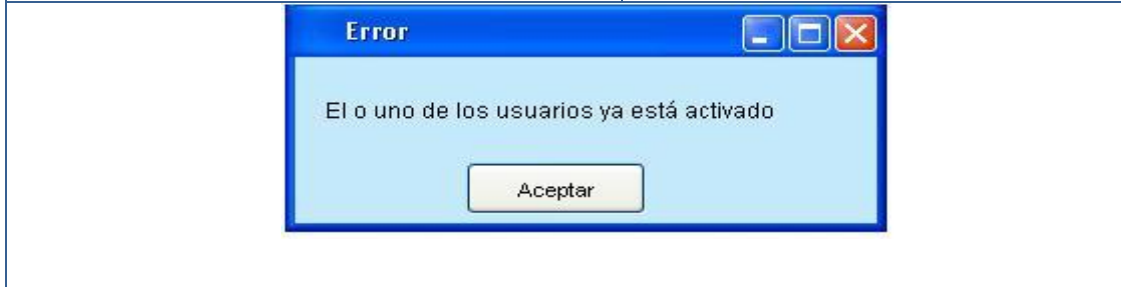 Error
El o uno de los usuarios ya está activado
Aceptar